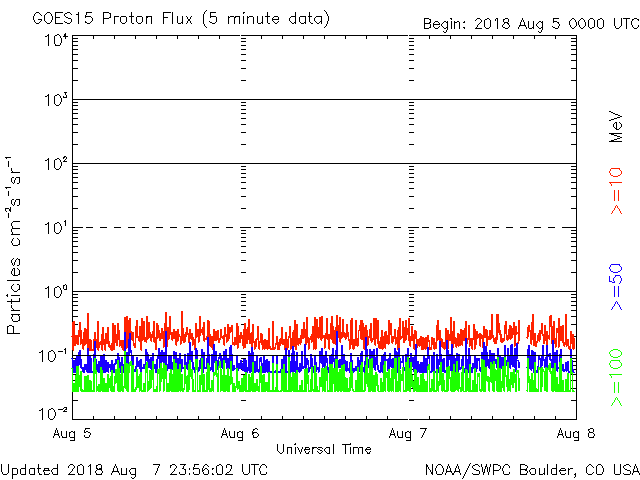 GOES15 Proton Flux (5 minute data)
Begin: 2018 Aug 5 0000 UTC
10⁴
10³
10²
10¹
10⁰
10⁻¹
10⁻²
Particles cm⁻²s⁻¹sr⁻¹
>=10
>=50
>=100
MeV
Aug 5
Aug 6
Aug 7
Aug 8
Universal Time
Updated 2018 Aug 7 23:56:02 UTC
NOAA/SWPC Boulder, CO USA